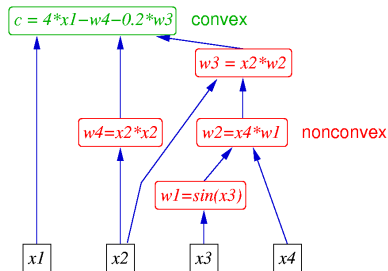 c = 4*x1−w4−0.2*w3 convex
w3 = x2*w2
w4=x2*x2 w2=x4*w1 nonconvex
w1=sin(x3)
x1 x2 x3 x4